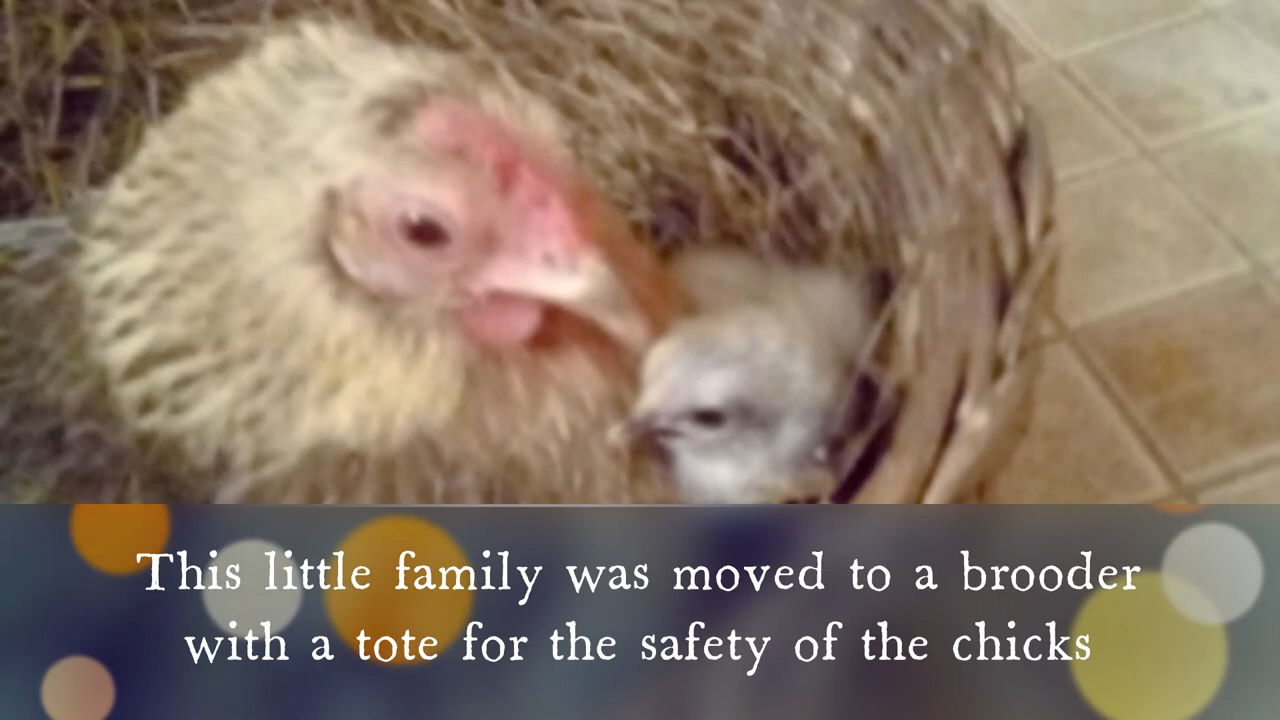 This little family was moved to a brooder
with a tote for the safety of the chicks